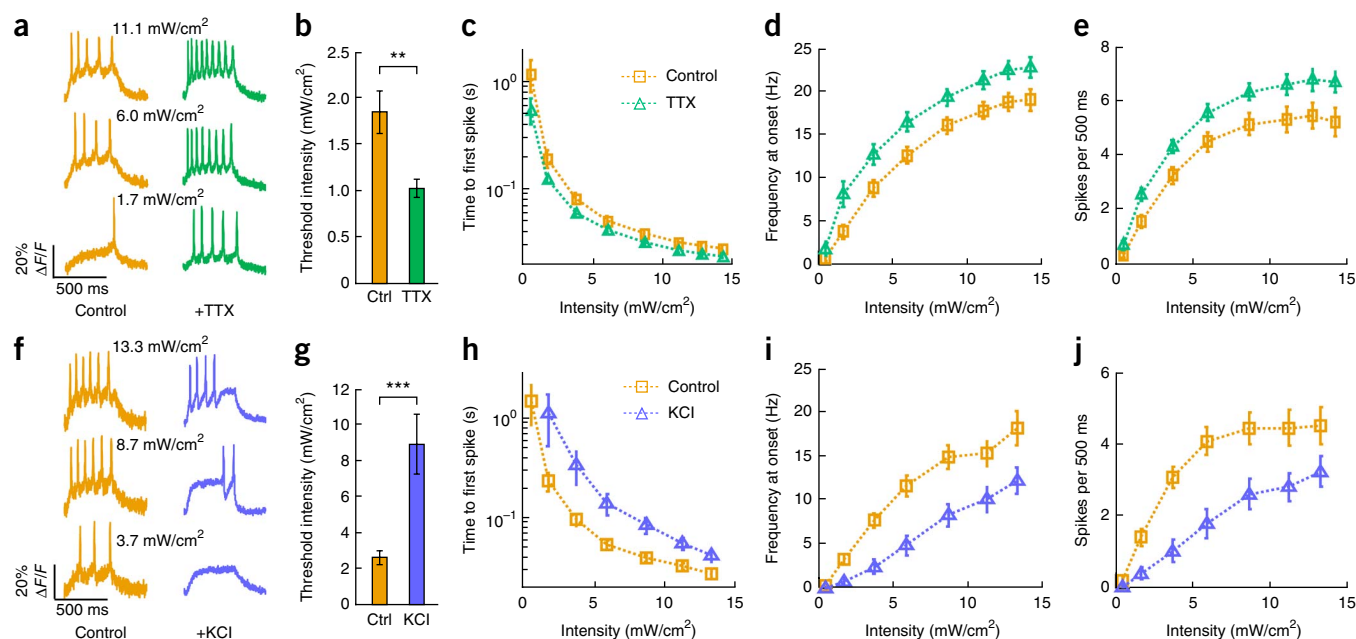 a
11.1 mW/cm²
6.0 mW/cm²
1.7 mW/cm²
20%
ΔF/F
500 ms
Control
+TTX
b
Threshold intensity (mW/cm²)
2.5
2.0
1.5
1.0
0.5
0
**
Ctrl TTX
c
Time to first spike (s)
10⁰
10⁻¹
Control
TTX
0 5 10 15
Intensity (mW/cm²)
d
Frequency at onset (Hz)
25
20
15
10
5
0
0 5 10 15
Intensity (mW/cm²)
e
Spikes per 500 ms
8
6
4
2
0
0 5 10 15
Intensity (mW/cm²)
f
13.3 mW/cm²
8.7 mW/cm²
3.7 mW/cm²
20%
ΔF/F
500 ms
Control
+KCl
g
Threshold intensity (mW/cm²)
12
10
8
6
4
2
0
***
Ctrl KCl
h
Time to first spike (s)
10⁰
10⁻¹
Control
KCl
0 5 10 15
Intensity (mW/cm²)
i
Frequency at onset (Hz)
25
20
15
10
5
0
0 5 10 15
Intensity (mW/cm²)
j
Spikes per 500 ms
6
4
2
0
0 5 10 15
Intensity (mW/cm²)